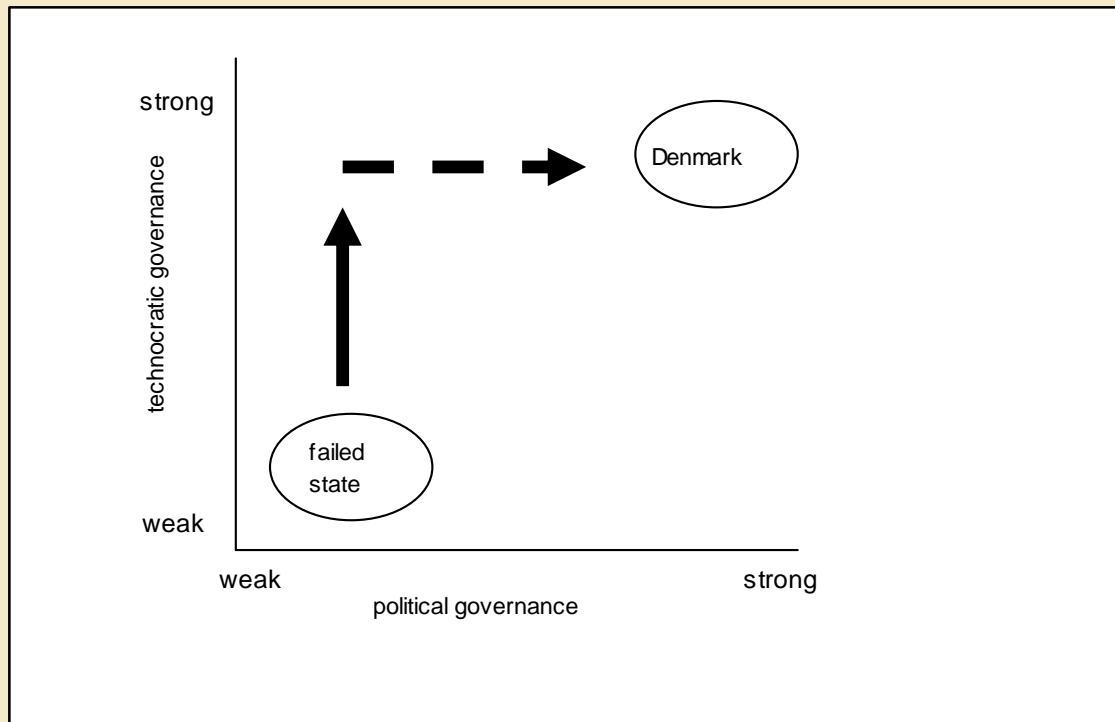 strong
technocratic governance
Denmark
failed
state
weak
weak
strong
political governance